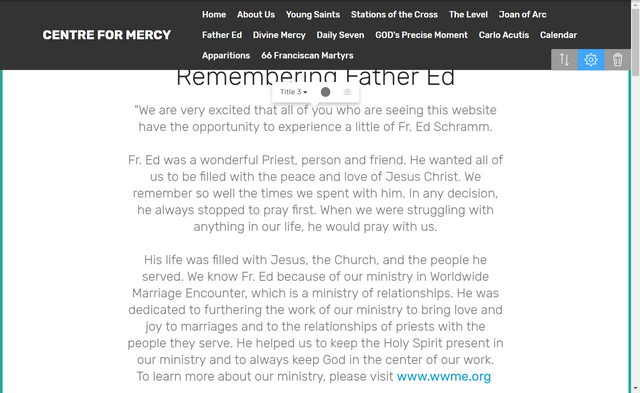 CENTRE FOR MERCY
Home About Us Young Saints Stations of the Cross The Level Joan of Arc
Father Ed Divine Mercy Daily Seven GOD's Precise Moment Carlo Acutis Calendar
Apparitions 66 Franciscan Martyrs
Remembering Father Ed
Title 3
"We are very excited that all of you who are seeing this website
have the opportunity to experience a little of Fr. Ed Schramm.
Fr. Ed was a wonderful Priest, person and friend. He wanted all of
us to be filled with the peace and love of Jesus Christ. We
remember so well the times we spent with him. In any decision,
he always stopped to pray first. When we were struggling with
anything in our life, he would pray with us.
His life was filled with Jesus, the Church, and the people he
served. We know Fr. Ed because of our ministry in Worldwide
Marriage Encounter, which is a ministry of relationships. He was
dedicated to furthering the work of our ministry to bring love and
joy to marriages and to the relationships of priests with the
people they serve. He helped us to keep the Holy Spirit present in
our ministry and to always keep God in the center of our work.
To learn more about our ministry, please visit www.wwme.org